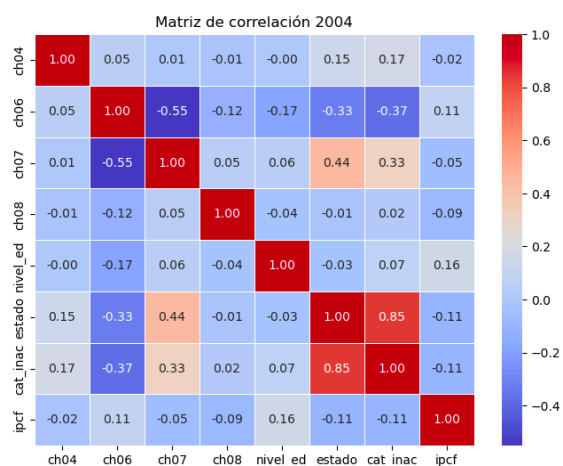 Matriz de correlación 2004
ch04 1.00 0.05 0.01 -0.01 -0.00 0.15 0.17 -0.02
ch06 0.05 1.00 -0.55 -0.12 -0.17 -0.33 -0.37 0.11
ch07 0.01 -0.55 1.00 0.05 0.06 0.44 0.33 -0.05
ch08 -0.01 -0.12 0.05 1.00 -0.04 -0.01 0.02 -0.09
nivel_ed -0.00 -0.17 0.06 -0.04 1.00 -0.03 0.07 0.16
estado 0.15 -0.33 0.44 -0.01 -0.03 1.00 0.85 -0.11
cat_inac 0.17 -0.37 0.33 0.02 0.07 0.85 1.00 -0.11
ipcf -0.02 0.11 -0.05 -0.09 0.16 -0.11 -0.11 1.00
ch04 ch06 ch07 ch08 nivel_ed estado cat_inac ipcf
1.0
0.8
0.6
0.4
0.2
0.0
−0.2
−0.4